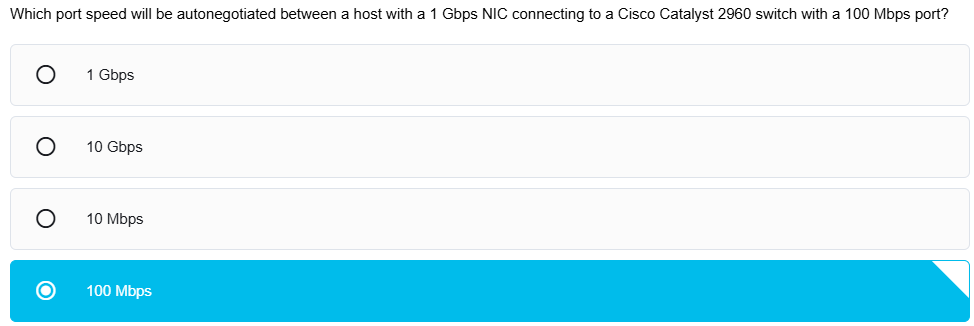 Which port speed will be autonegotiated between a host with a 1 Gbps NIC connecting to a Cisco Catalyst 2960 switch with a 100 Mbps port?
1 Gbps
10 Gbps
10 Mbps
100 Mbps